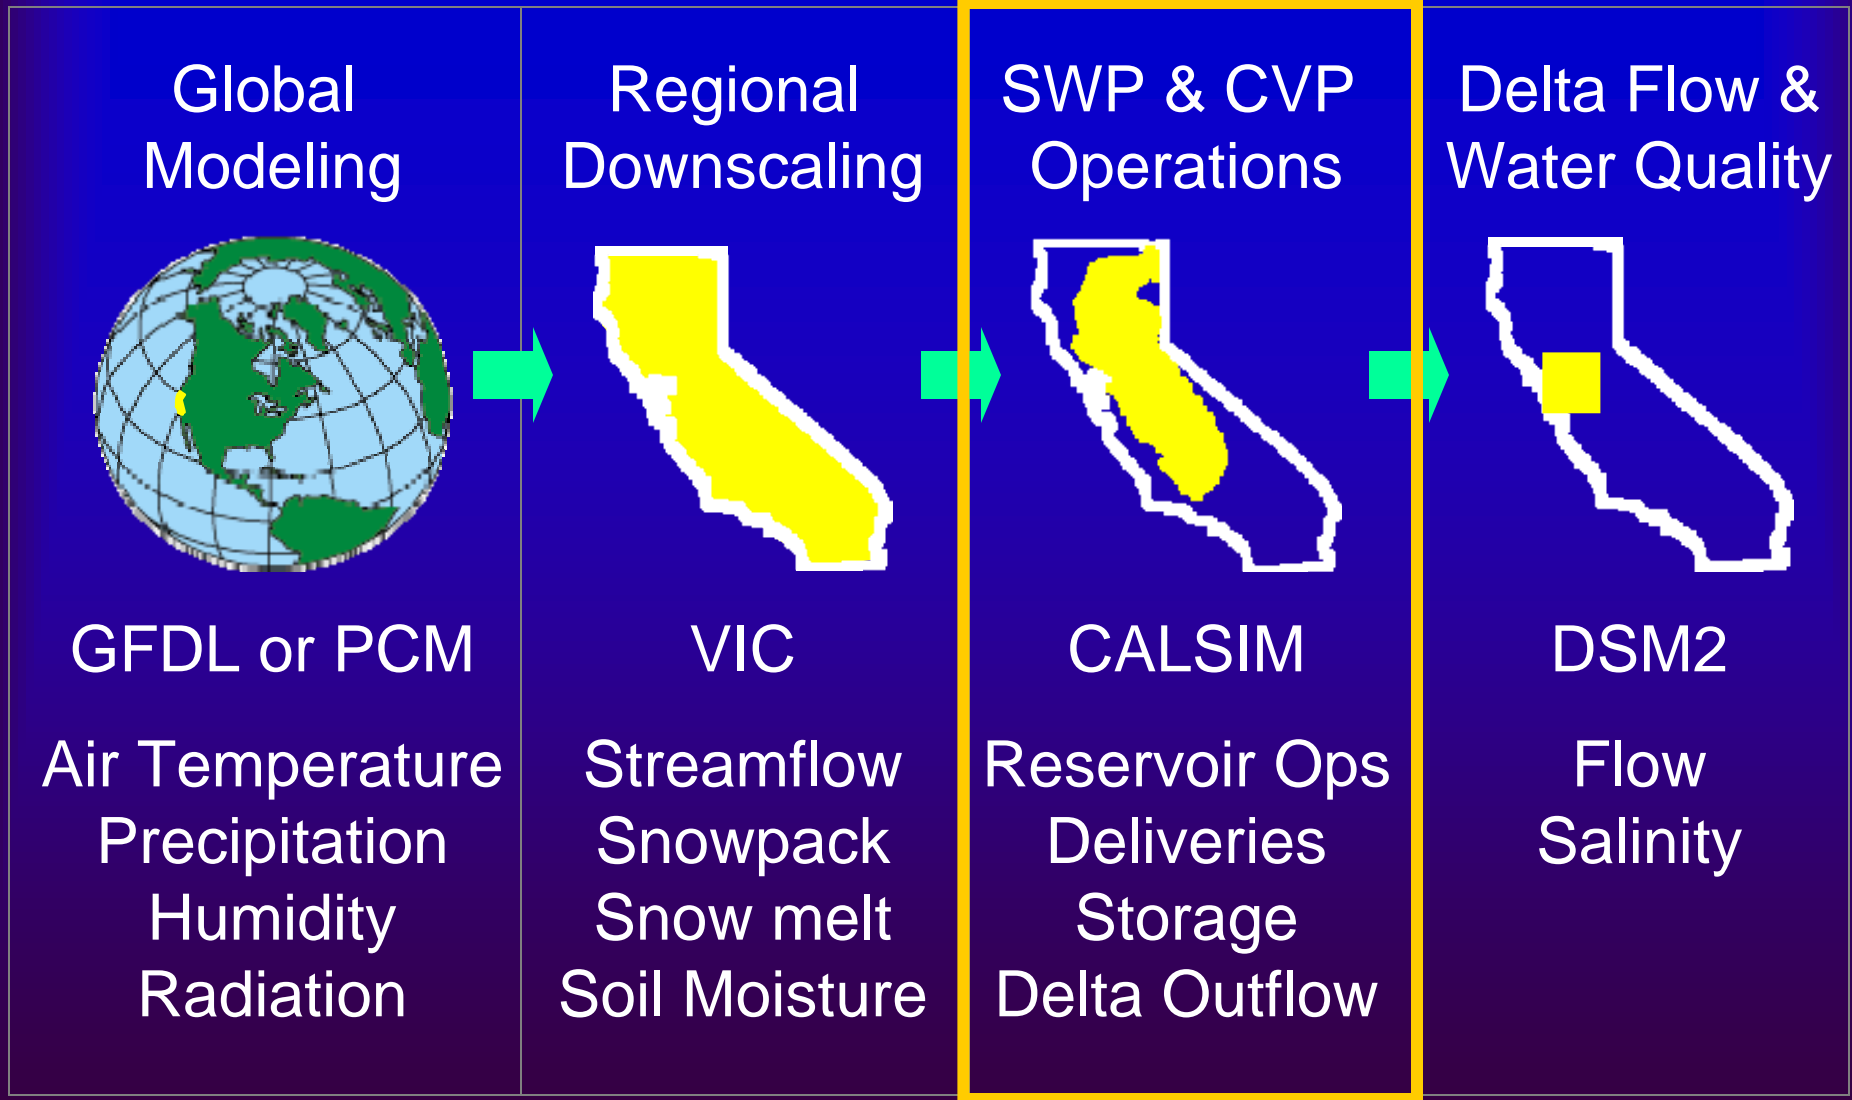 Global
Modeling
GFDL or PCM
Air Temperature
Precipitation
Humidity
Radiation
Regional
Downscaling
VIC
Streamflow
Snowpack
Snow melt
Soil Moisture
SWP & CVP
Operations
CALSIM
Reservoir Ops
Deliveries
Storage
Delta Outflow
Delta Flow &
Water Quality
DSM2
Flow
Salinity